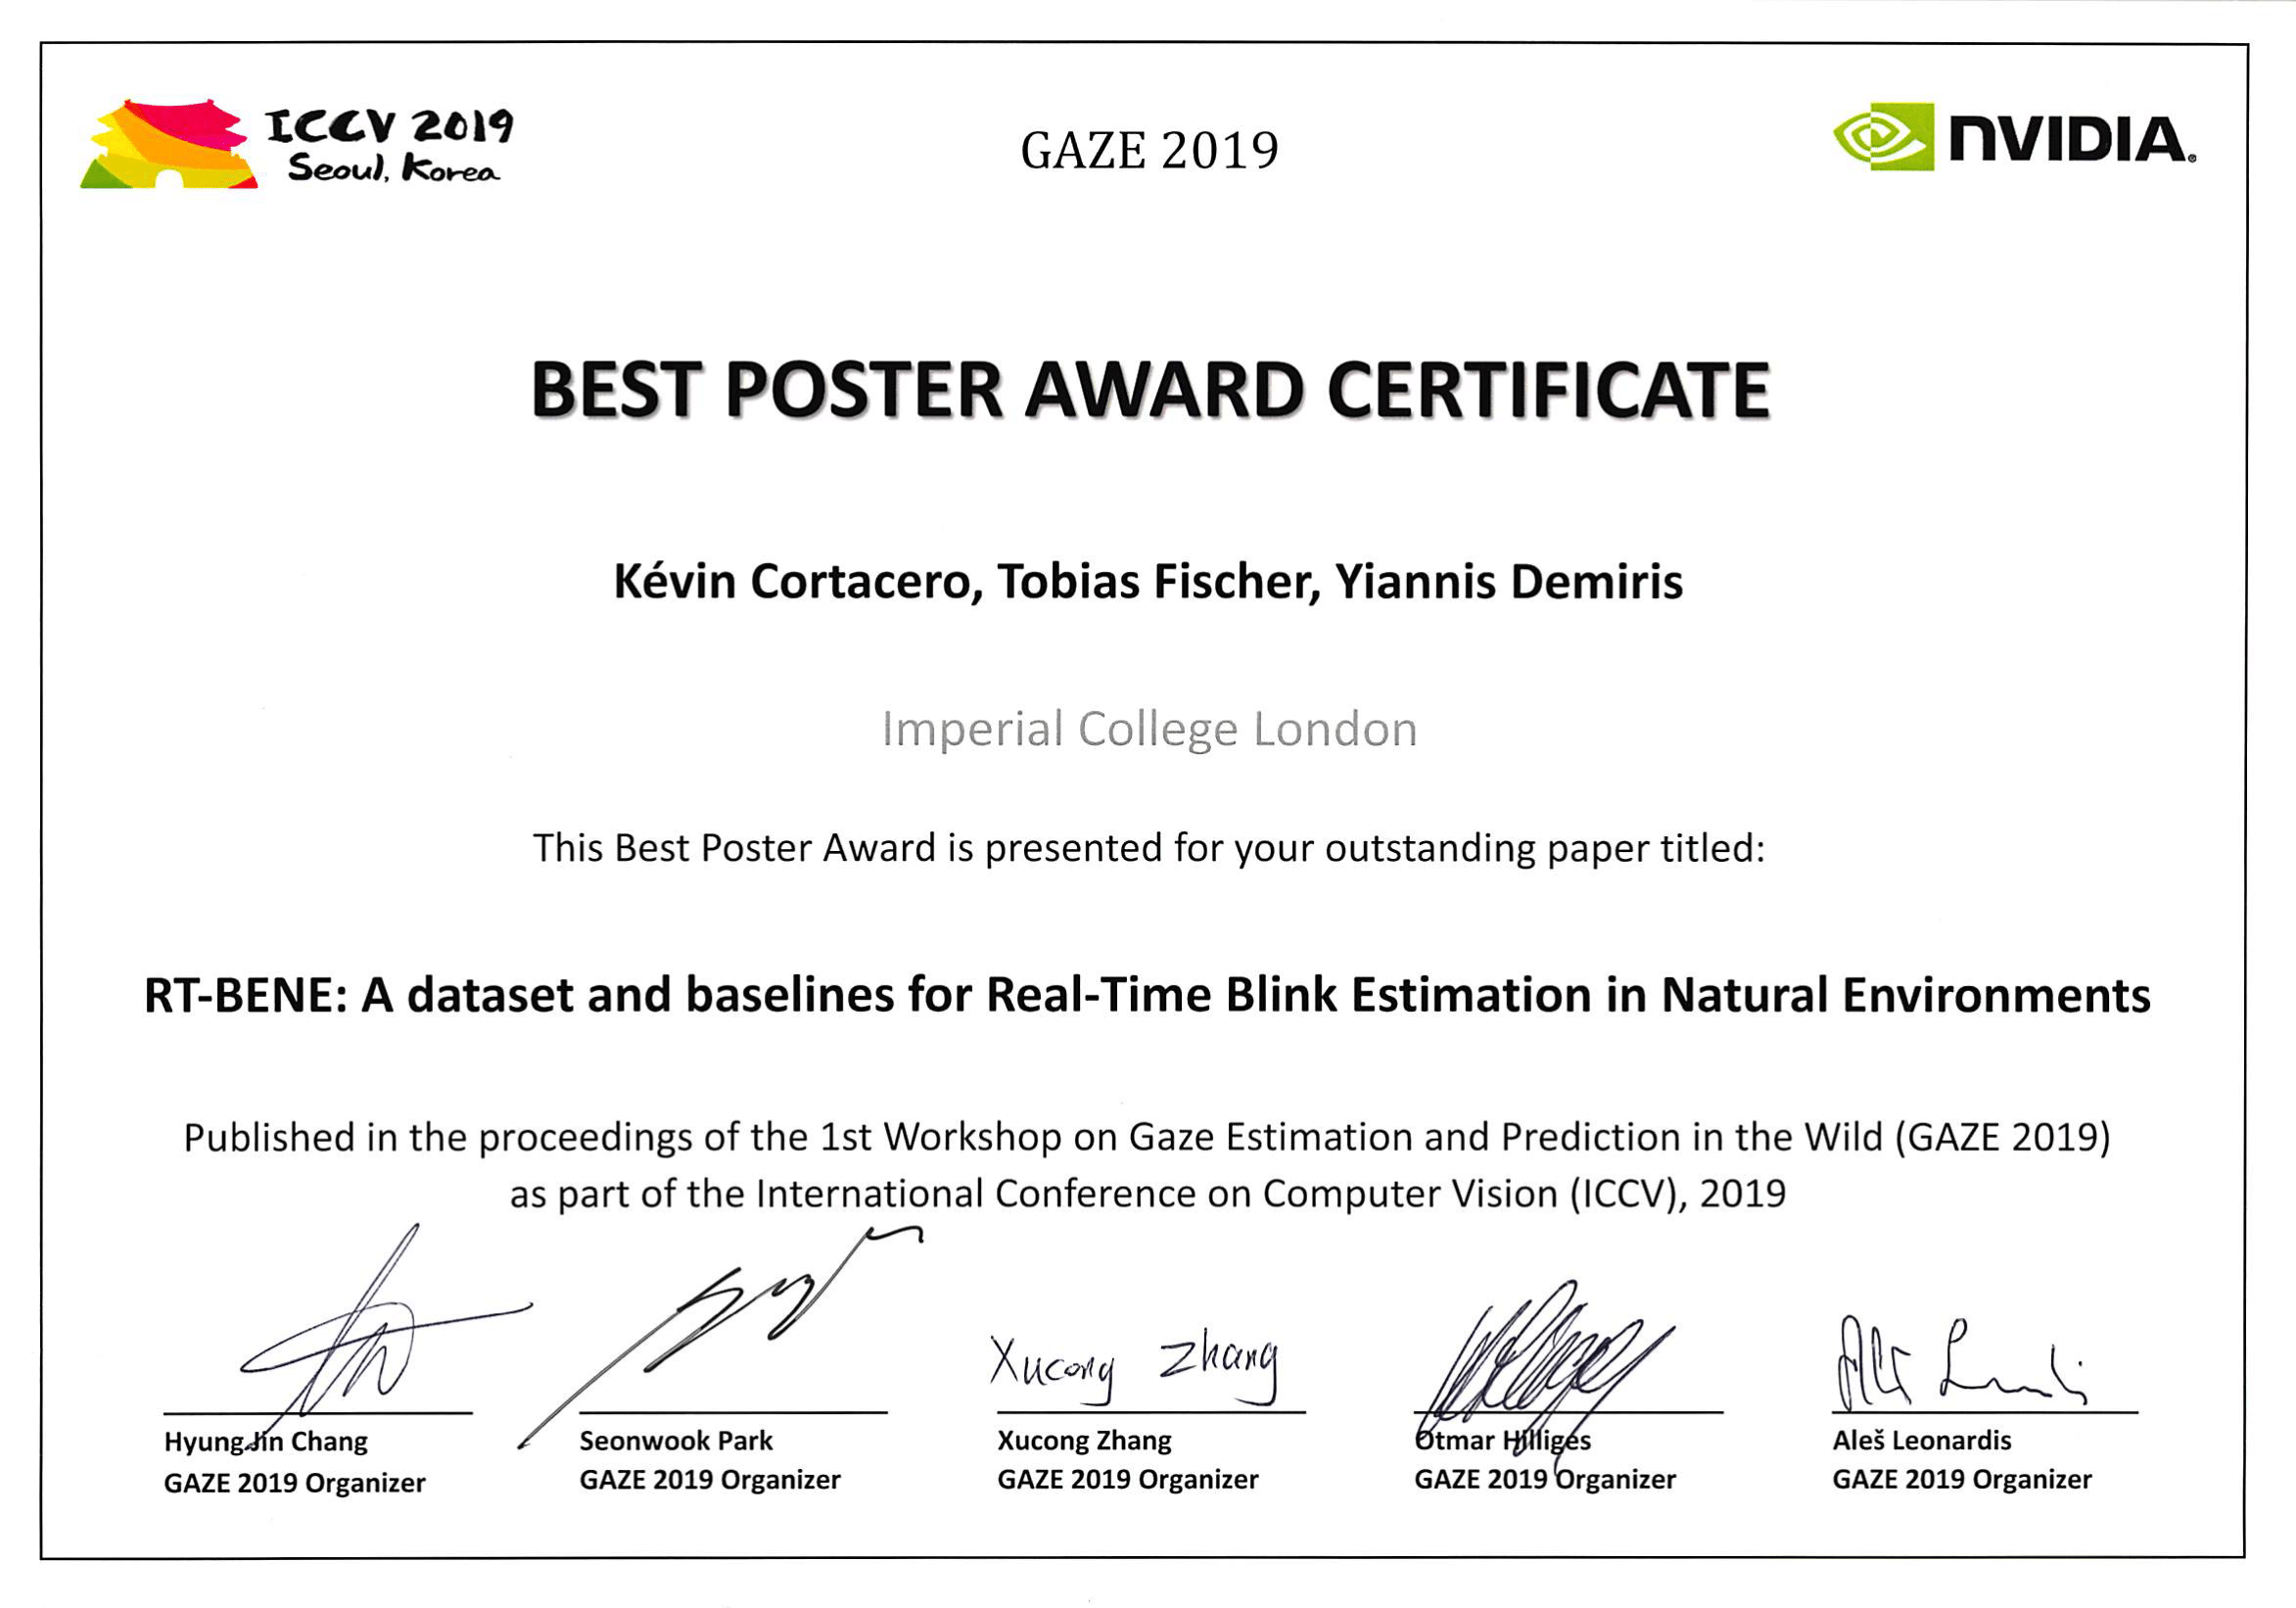 ICCV 2019
Seoul, Korea
GAZE 2019
NVIDIA.
BEST POSTER AWARD CERTIFICATE
Kévin Cortacero, Tobias Fischer, Yiannis Demiris
Imperial College London
This Best Poster Award is presented for your outstanding paper titled:
RT-BENE: A dataset and baselines for Real-Time Blink Estimation in Natural Environments
Published in the proceedings of the 1st Workshop on Gaze Estimation and Prediction in the Wild (GAZE 2019)
as part of the International Conference on Computer Vision (ICCV), 2019
Xucong Zhang
Hyung Jin Chang
GAZE 2019 Organizer
Seonwook Park
GAZE 2019 Organizer
Xucong Zhang
GAZE 2019 Organizer
Otmar Hilliges
GAZE 2019 Organizer
Aleš Leonardis
GAZE 2019 Organizer